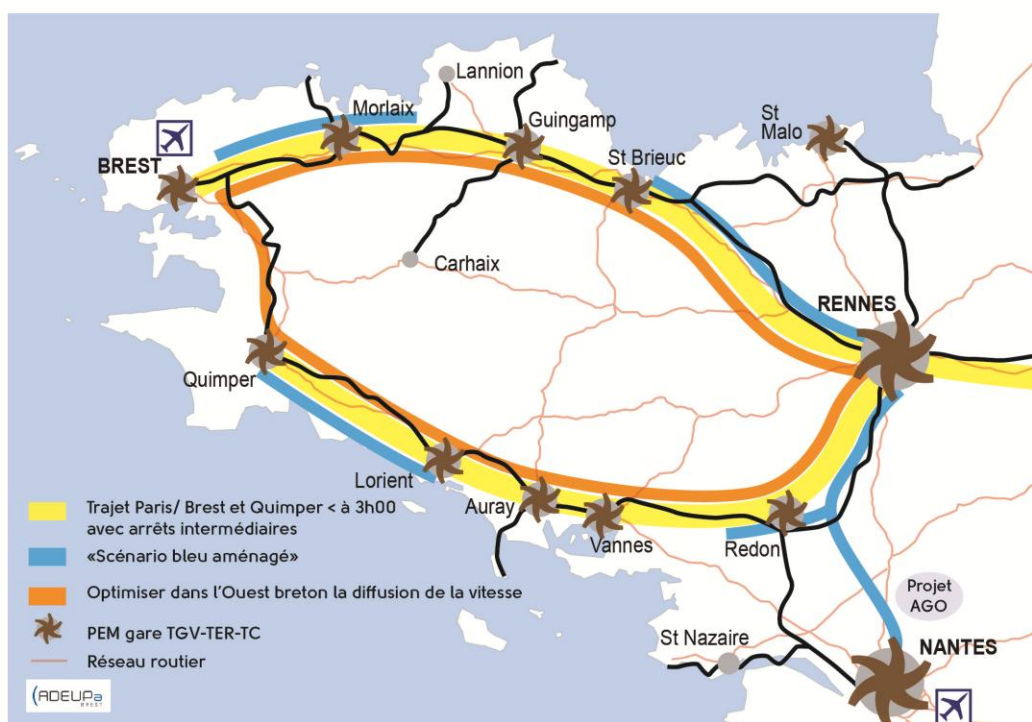 Lannion
Morlaix
Guingamp
St
Malo
BREST
St Brieuc
Carhaix
RENNES
Quimper
Lorient
Auray
Vannes
Redon
Projet
AGO
St Nazaire
NANTES
Trajet Paris/ Brest et Quimper < à 3h00
avec arrêts intermédiaires
«Scénario bleu aménagé»
Optimiser dans l'Ouest breton la diffusion de la vitesse
PEM gare TGV-TER-TC
Réseau routier
ADEUPa
BREST